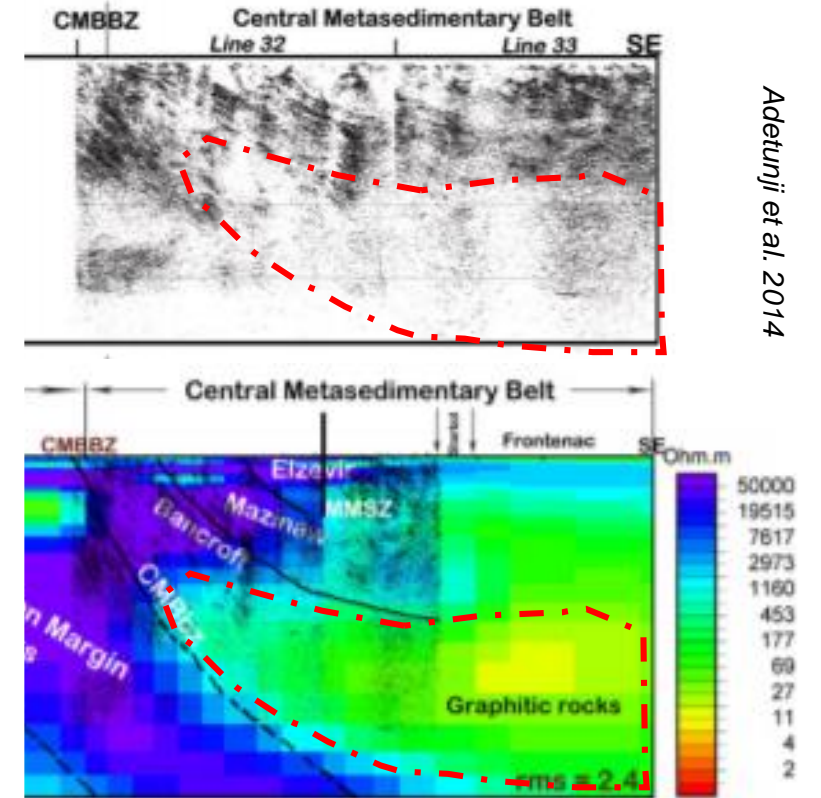 CMBBZ Central Metasedimentary Belt
Line 32 Line 33 SE
Adetunji et al. 2014
Central Metasedimentary Belt
CMBBZ Frontenac SE
Ohm.m
Elzevir
Mazinaw MMSZ
Bancroft
CMBBZ
n Margin
s
Graphitic rocks
rms = 2.4
50000
19515
7617
2973
1160
453
177
69
27
11
4
2